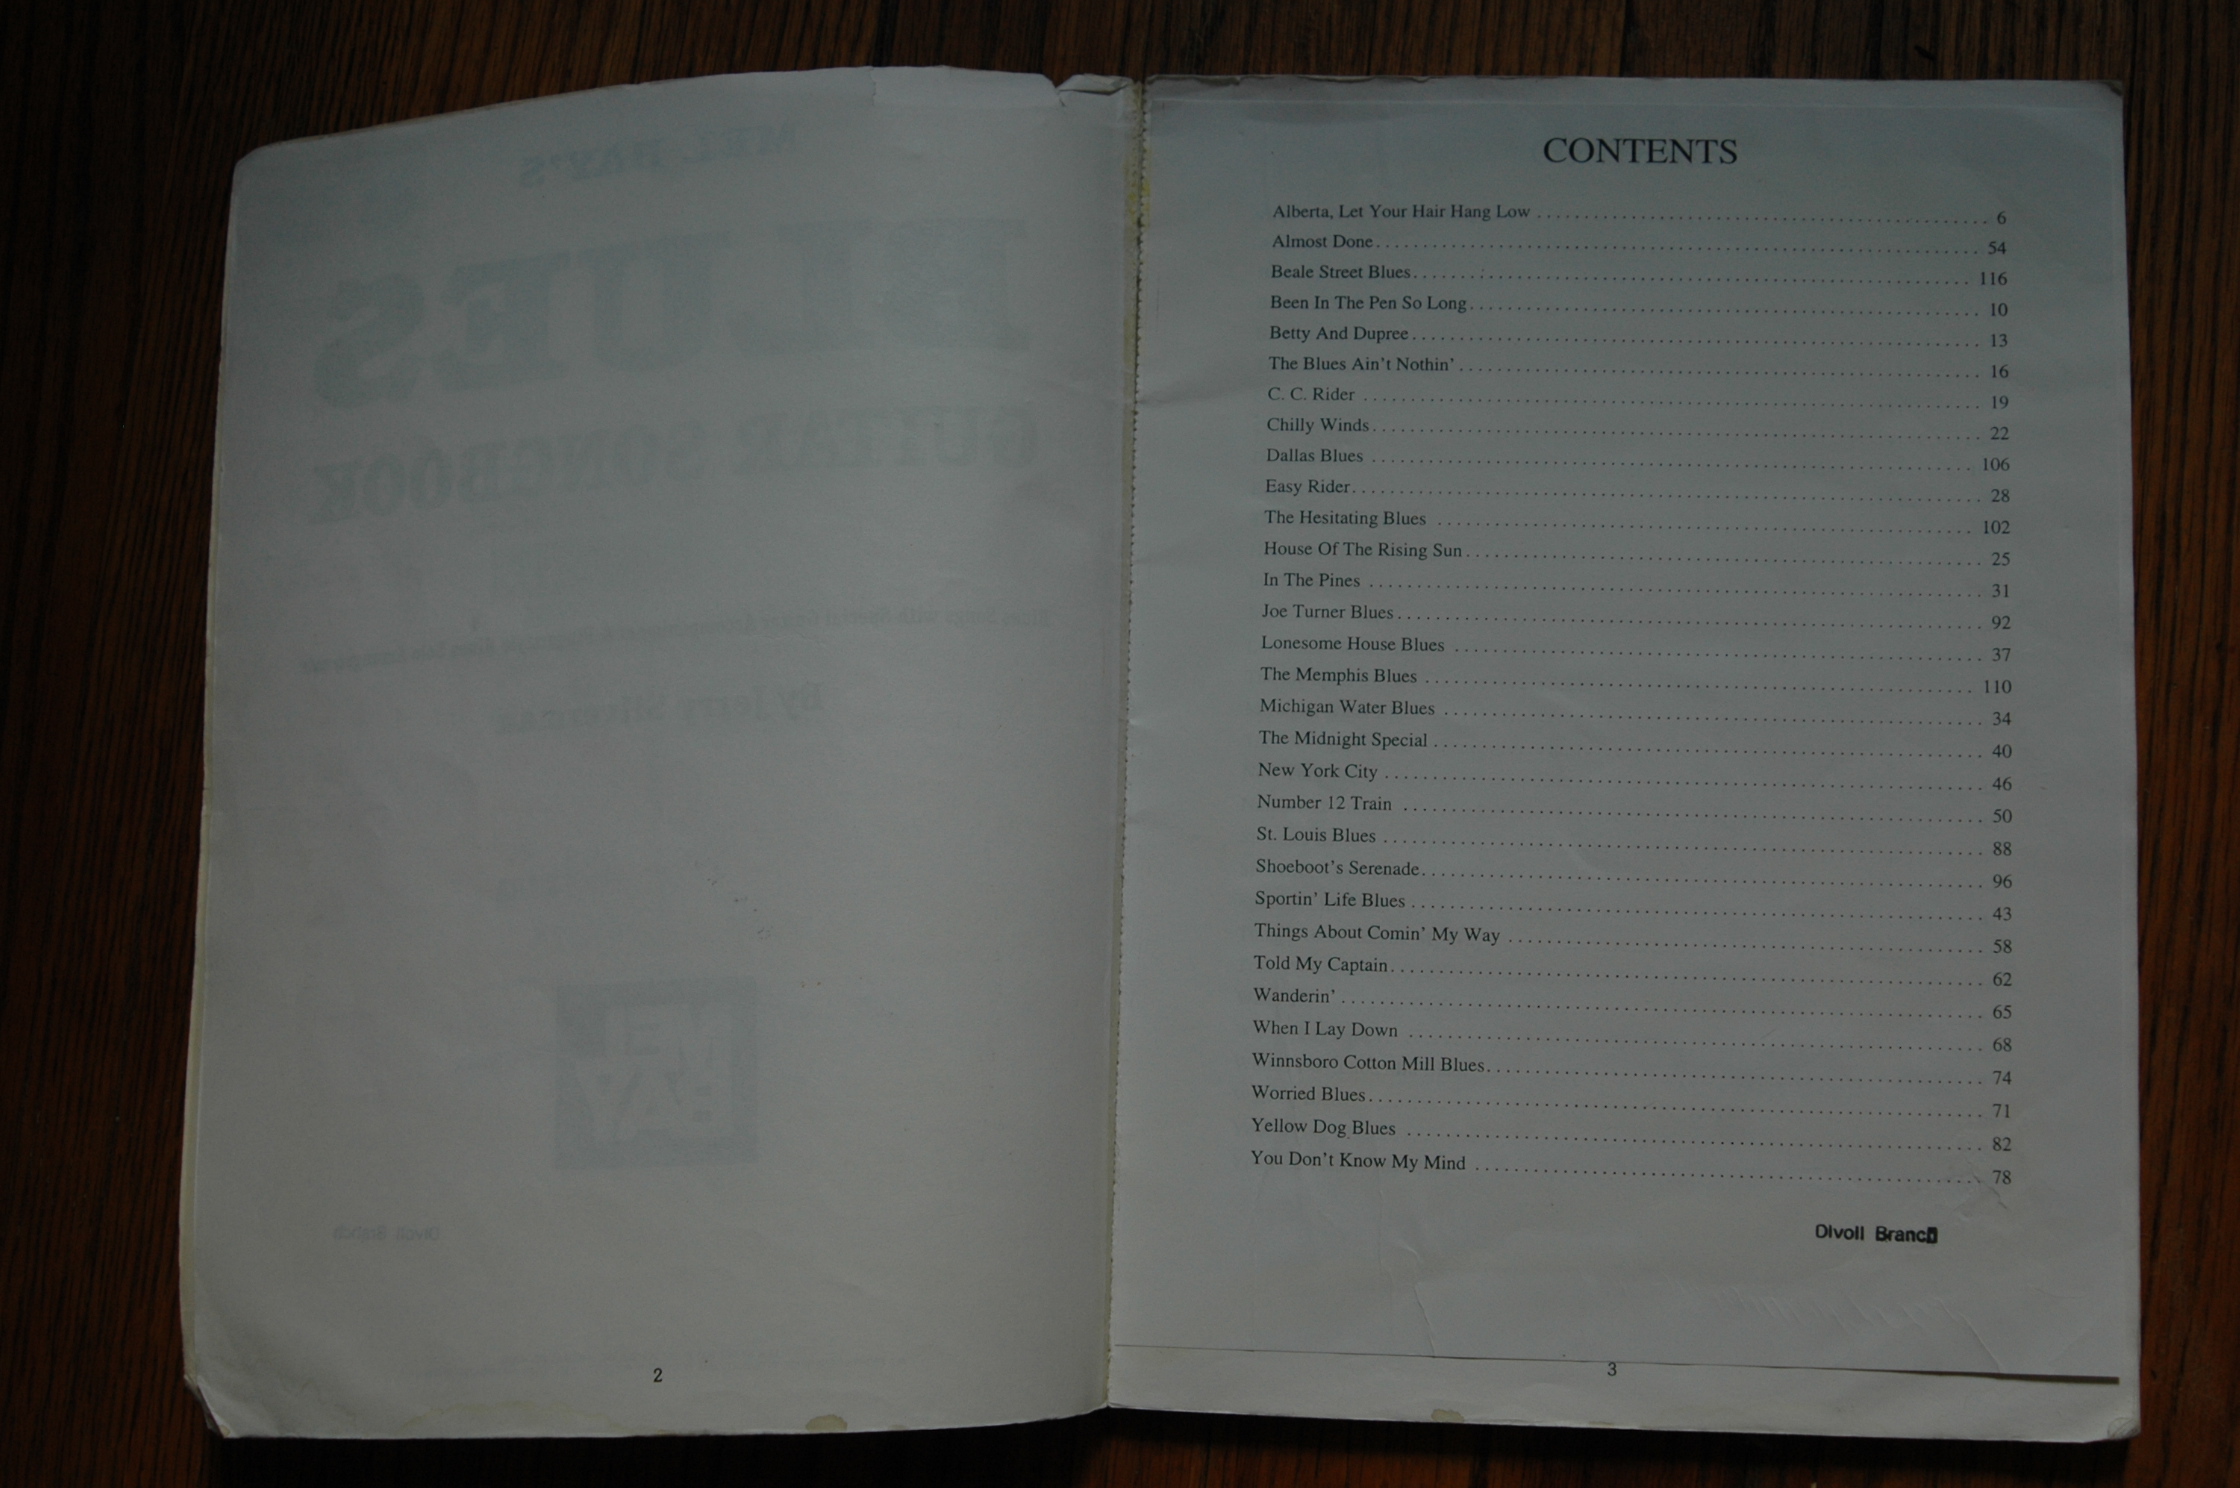 2
CONTENTS
Alberta, Let Your Hair Hang Low . . . . . . . . . . 6
Almost Done . . . . . . . . . . 54
Beale Street Blues . . . . . . . . . . 116
Been In The Pen So Long . . . . . . . . . . 10
Betty And Dupree . . . . . . . . . . 13
The Blues Ain't Nothin' . . . . . . . . . . 16
C. C. Rider . . . . . . . . . . 19
Chilly Winds . . . . . . . . . . 22
Dallas Blues . . . . . . . . . . 106
Easy Rider . . . . . . . . . . 28
The Hesitating Blues . . . . . . . . . . 102
House Of The Rising Sun . . . . . . . . . . 25
In The Pines . . . . . . . . . . 31
Joe Turner Blues . . . . . . . . . . 92
Lonesome House Blues . . . . . . . . . . 37
The Memphis Blues . . . . . . . . . . 110
Michigan Water Blues . . . . . . . . . . 34
The Midnight Special . . . . . . . . . . 40
New York City . . . . . . . . . . 46
Number 12 Train . . . . . . . . . . 50
St. Louis Blues . . . . . . . . . . 88
Shoeboot's Serenade . . . . . . . . . . 96
Sportin' Life Blues . . . . . . . . . . 43
Things About Comin' My Way . . . . . . . . . . 58
Told My Captain . . . . . . . . . . 62
Wanderin' . . . . . . . . . . 65
When I Lay Down . . . . . . . . . . 68
Winnsboro Cotton Mill Blues . . . . . . . . . . 74
Worried Blues . . . . . . . . . . 71
Yellow Dog Blues . . . . . . . . . . 82
You Don't Know My Mind . . . . . . . . . . 78
Divoll Branch
3